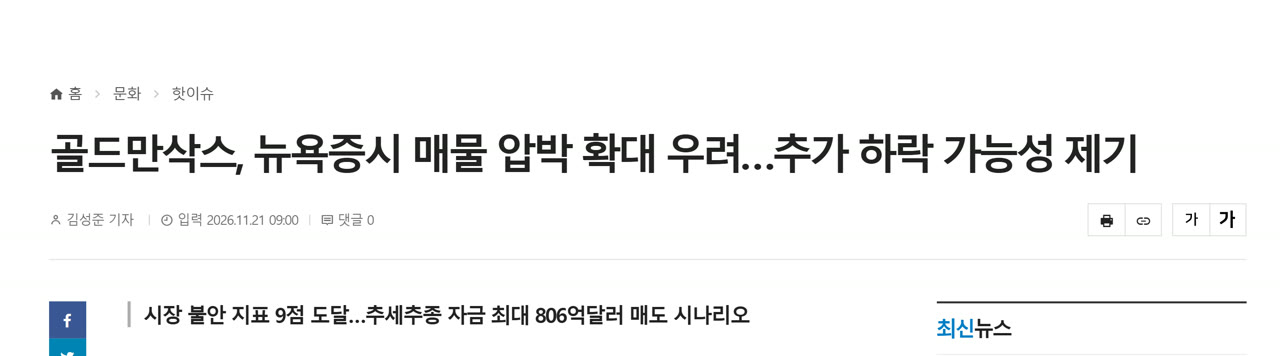 홈 > 문화 > 핫이슈
골드만삭스, 뉴욕증시 매물 압박 확대 우려…추가 하락 가능성 제기
김성준 기자 | 입력 2026.11.21 09:00 | 댓글 0
가 가
시장 불안 지표 9점 도달…추세추종 자금 최대 806억달러 매도 시나리오
최신뉴스